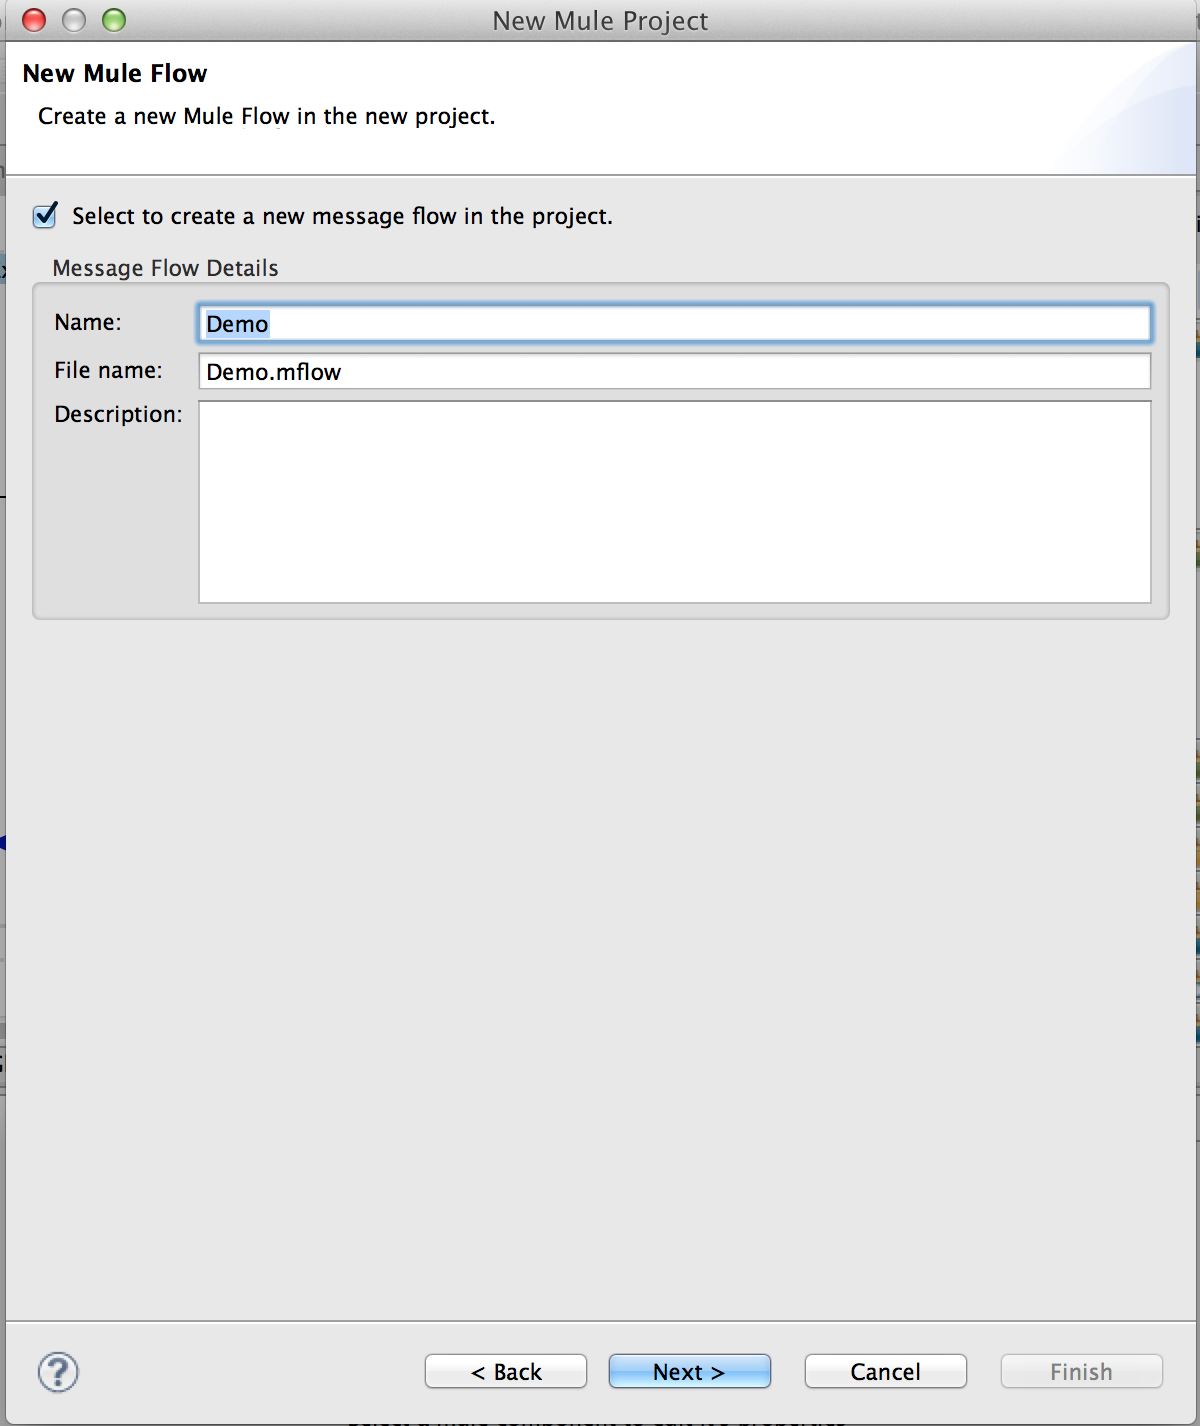 New Mule Project
New Mule Flow
Create a new Mule Flow in the new project.
Select to create a new message flow in the project.
Message Flow Details
Name:
Demo
File name:
Demo.mflow
Description:
?
< Back
Next >
Cancel
Finish